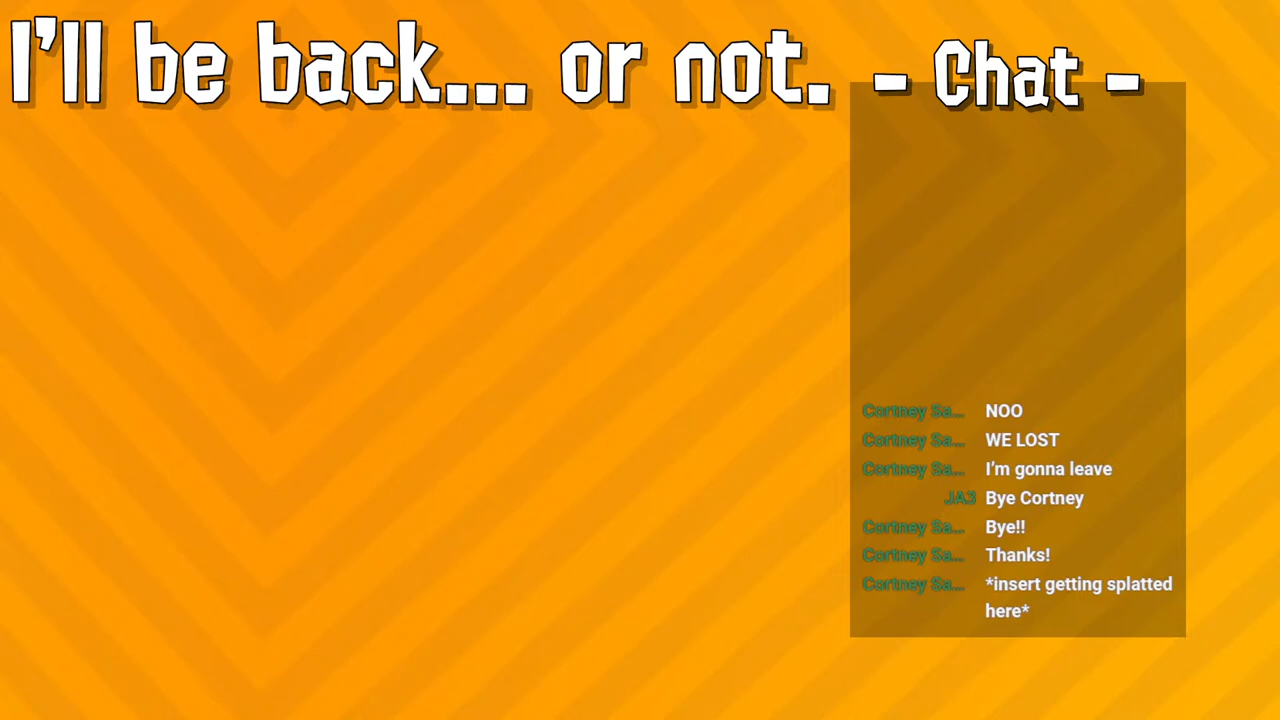 I'll be back... or not.
- Chat -
Cortney Sa... NOO
Cortney Sa... WE LOST
Cortney Sa... I'm gonna leave
JA3 Bye Cortney
Cortney Sa... Bye!!
Cortney Sa... Thanks!
Cortney Sa... *insert getting splatted
here*